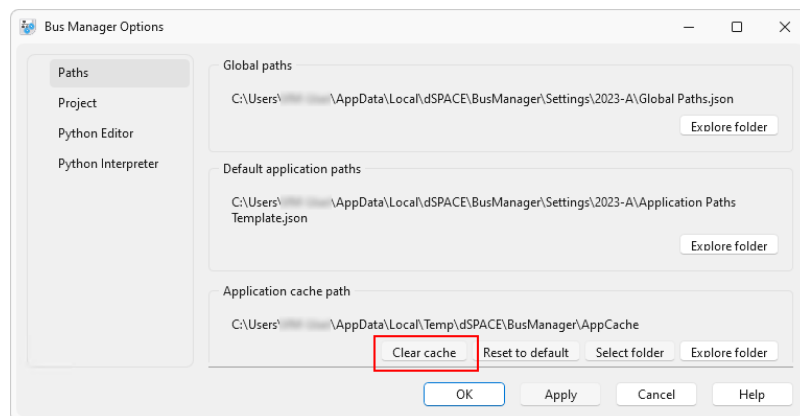 Bus Manager Options
Paths
Project
Python Editor
Python Interpreter
Global paths
C:\Users\ \AppData\Local\dSPACE\BusManager\Settings\2023-A\Global Paths.json
Explore folder
Default application paths
C:\Users\ \AppData\Local\dSPACE\BusManager\Settings\2023-A\Application Paths
Template.json
Explore folder
Application cache path
C:\Users\ \AppData\Local\Temp\dSPACE\BusManager\AppCache
Clear cache Reset to default Select folder Explore folder
OK Apply Cancel Help